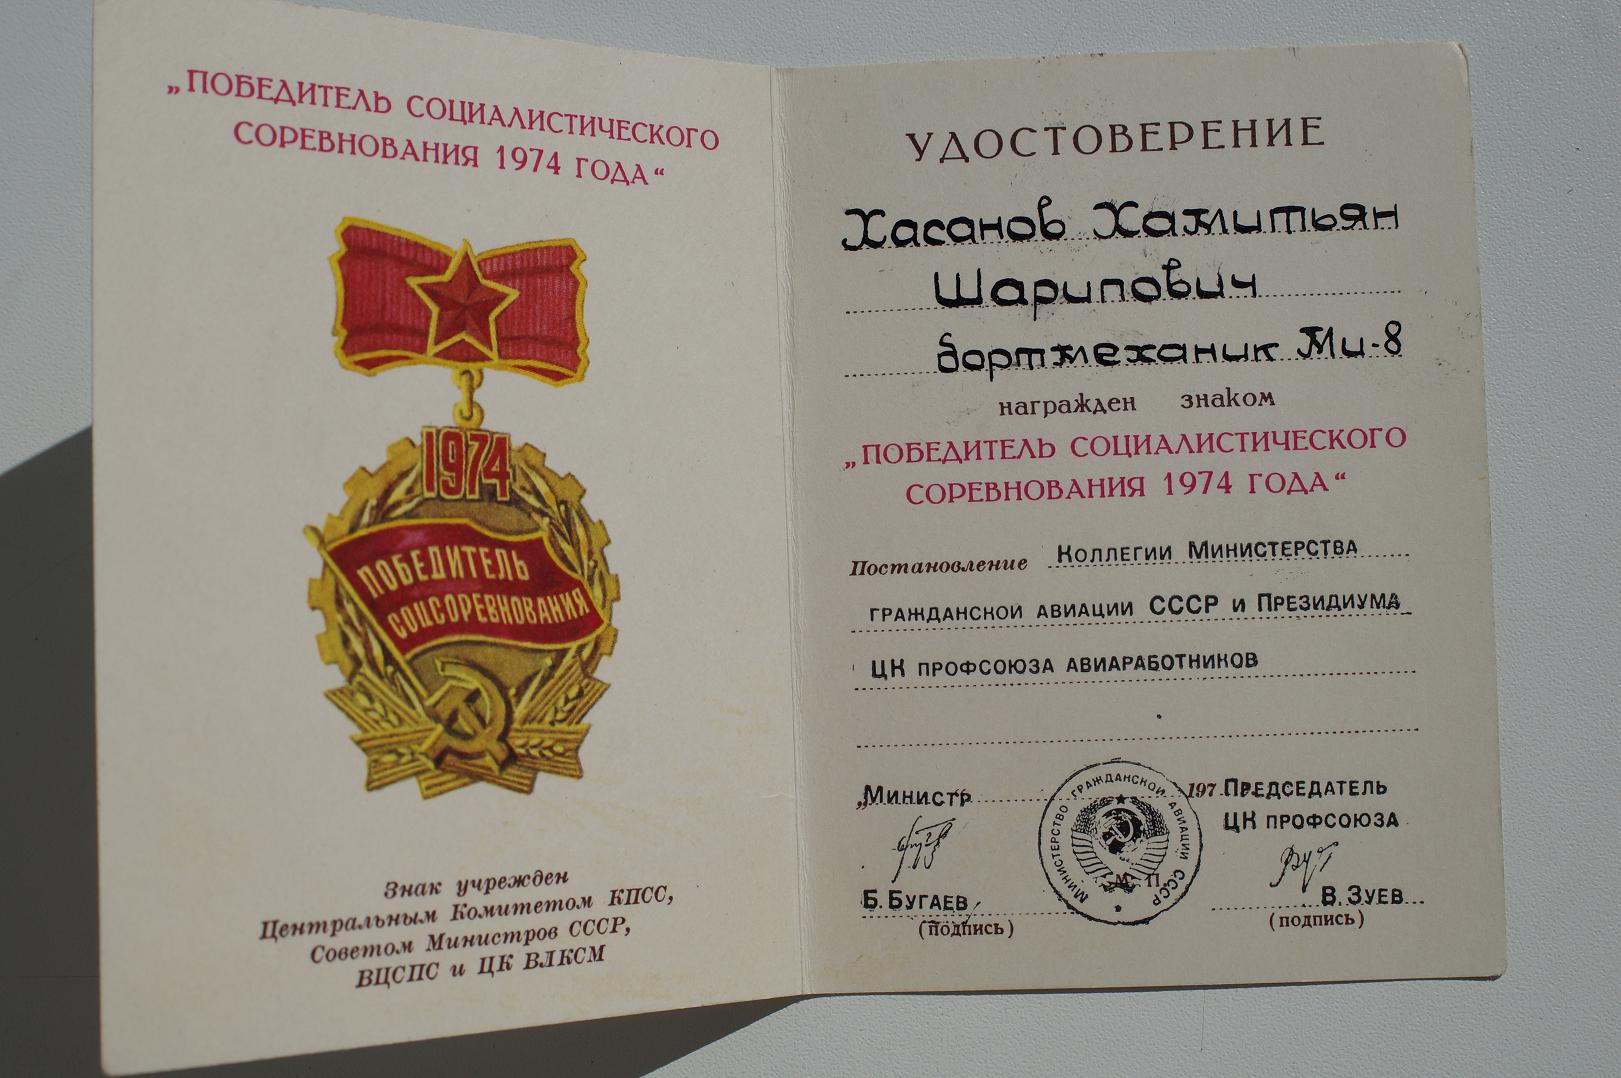 „ПОБЕДИТЕЛЬ СОЦИАЛИСТИЧЕСКОГО
СОРЕВНОВАНИЯ 1974 ГОДА“
1974
ПОБЕДИТЕЛЬ
СОЦСОРЕВНОВАНИЯ
Знак учрежден
Центральным Комитетом КПСС,
Советом Министров СССР,
ВЦСПС и ЦК ВЛКСМ
УДОСТОВЕРЕНИЕ
Хасанов Хамитьян
Шарипович
бортмеханик Ми-8
награжден знаком
„ПОБЕДИТЕЛЬ СОЦИАЛИСТИЧЕСКОГО
СОРЕВНОВАНИЯ 1974 ГОДА“
Постановление Коллегии Министерства
гражданской авиации СССР и Президиума
ЦК профсоюза авиаработников
Министр 197 Председатель
ЦК профсоюза
МИНИСТЕРСТВО ГРАЖДАНСКОЙ АВИАЦИИ СССР
М. П.
Б. Бугаев В. Зуев
(подпись) (подпись)